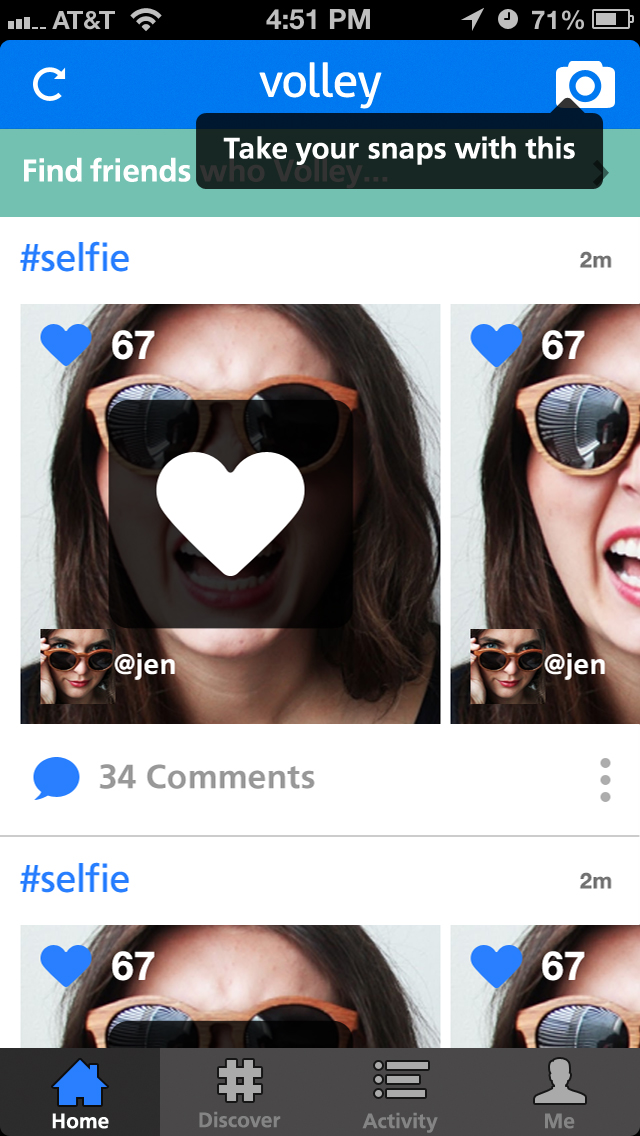 AT&T 4:51 PM 71%
volley
Take your snaps with this
Find friends who Volley...
#selfie 2m
67 67
@jen @jen
34 Comments
#selfie 2m
67 67
Home Discover Activity Me